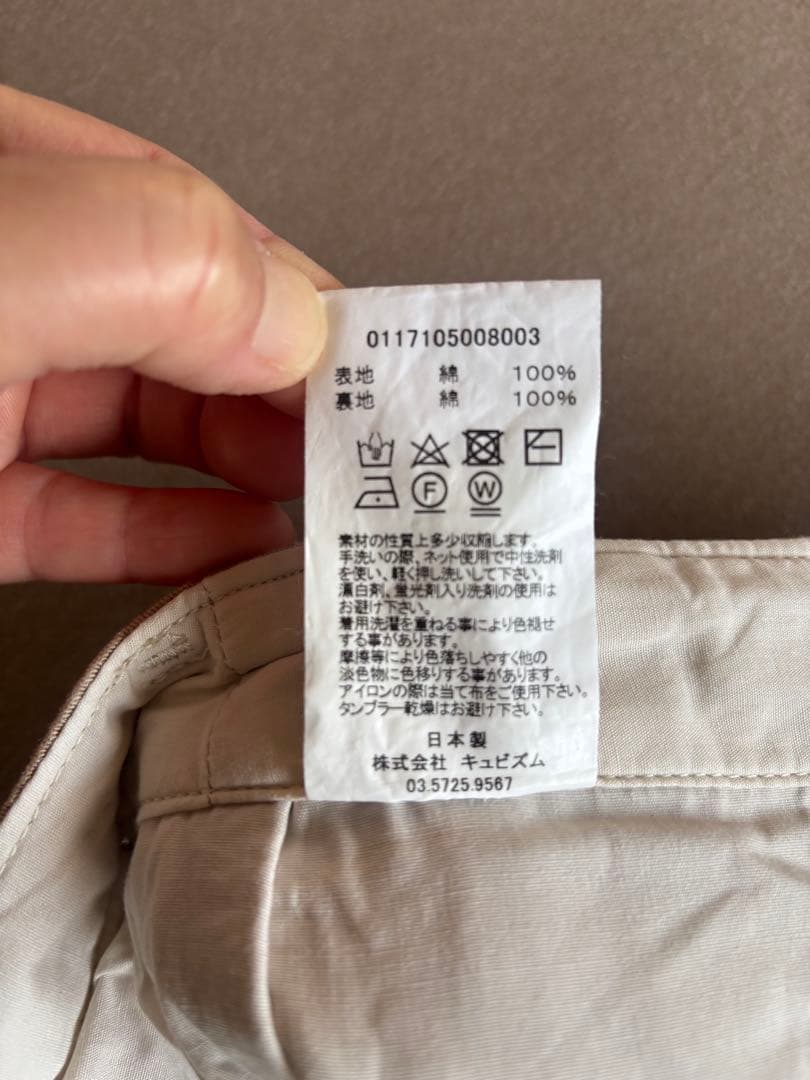 0117105008003
表地 綿 100%
裏地 綿 100%
F W
素材の性質上多少収縮します。
手洗いの際、ネット使用で中性洗剤
を使い、軽く押し洗いして下さい。
漂白剤、蛍光剤入り洗剤の使用は
お避け下さい。
着用洗濯を重ねる事により色褪せ
する事があります。
摩擦等により色落ちしやすく他の
淡色物に色移りする事があります。
アイロンの際は当て布をご使用下さい。
タンブラー乾燥はお避け下さい。
日本製
株式会社 キュビズム
03.5725.9567